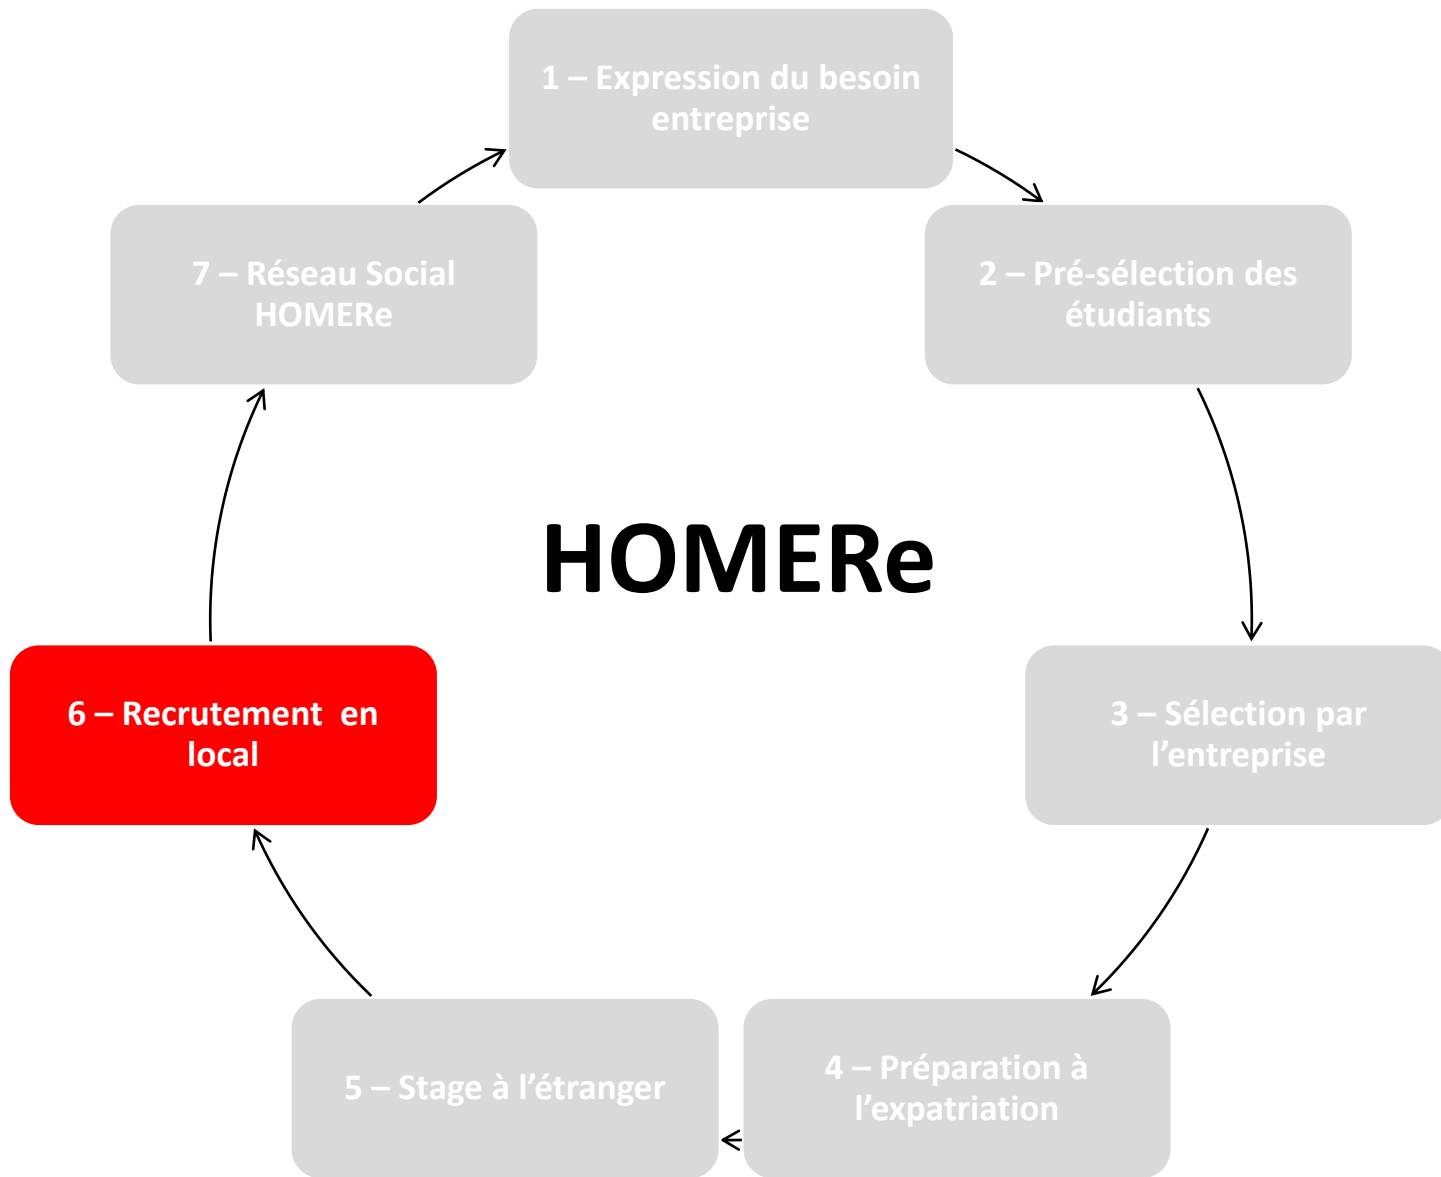 1 – Expression du besoin
entreprise
2 – Pré-sélection des
étudiants
3 – Sélection par
l’entreprise
4 – Préparation à
l’expatriation
5 – Stage à l’étranger
6 – Recrutement  en
local
7 – Réseau Social
HOMERe
HOMERe